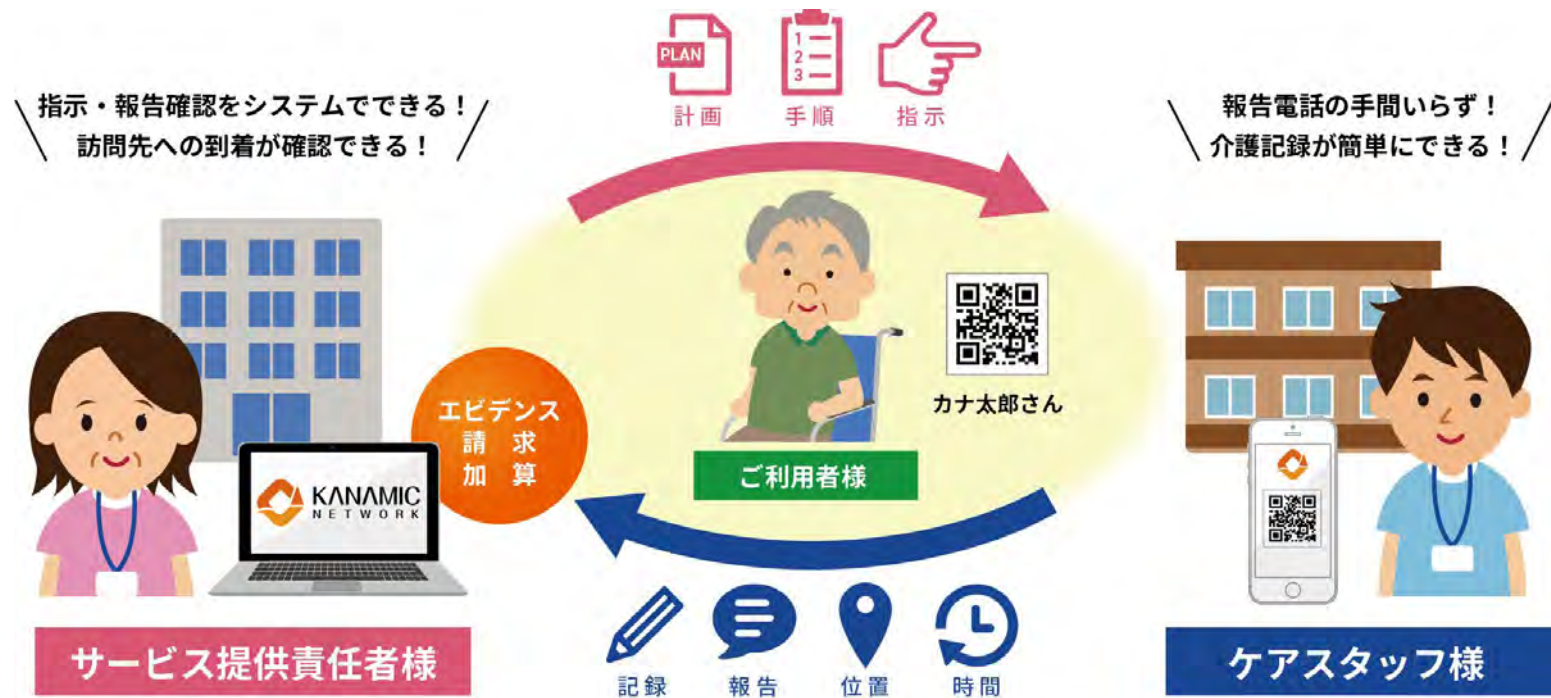 指示・報告確認をシステムでできる！
訪問先への到着が確認できる！
PLAN
1
2
3
計画
手順
指示
報告電話の手間いらず！
介護記録が簡単にできる！
エビデンス
請 求
加 算
KANAMIC
NETWORK
カナ太郎さん
ご利用者様
サービス提供責任者様
記録
報告
位置
時間
ケアスタッフ様